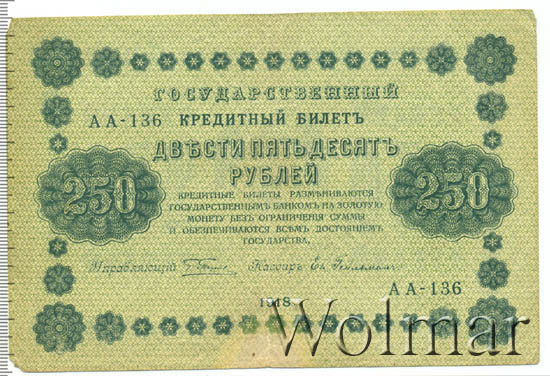 ГОСУДАРСТВЕННЫЙ
АА-136 КРЕДИТНЫЙ БИЛЕТЪ
ДВѢСТИ ПЯТЬДЕСЯТЪ
РУБЛЕЙ
250
250
КРЕДИТНЫЕ БИЛЕТЫ РАЗМѢНИВАЮТСЯ
ГОСУДАРСТВЕННЫМЪ БАНКОМЪ НА ЗОЛОТУЮ
МОНЕТУ БЕЗЪ ОГРАНИЧЕНІЯ СУММЫ
И ОБЕЗПЕЧИВАЮТСЯ ВСѢМЪ ДОСТОЯНІЕМЪ
ГОСУДАРСТВА.
Управляющій Кассиръ
АА-136
1918
Wolmar